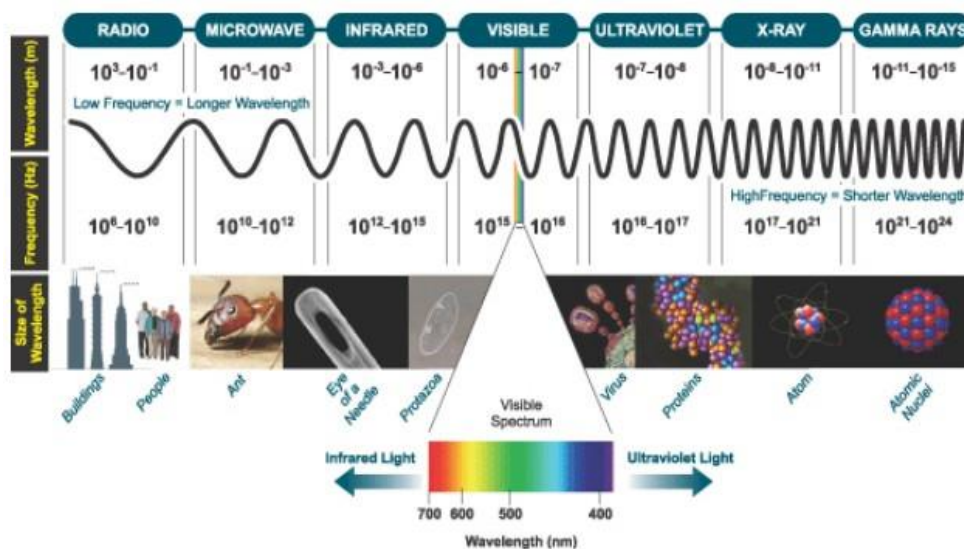 RADIO MICROWAVE INFRARED VISIBLE ULTRAVIOLET X-RAY GAMMA RAYS
Wavelength (m)
10³–10⁻¹ 10⁻¹–10⁻³ 10⁻³–10⁻⁶ 10⁻⁶ – 10⁻⁷ 10⁻⁷–10⁻⁸ 10⁻⁸–10⁻¹¹ 10⁻¹¹–10⁻¹⁵
Low Frequency = Longer Wavelength
HighFrequency = Shorter Wavelength
Frequency (Hz)
10⁶–10¹⁰ 10¹⁰–10¹² 10¹²–10¹⁵ 10¹⁵ – 10¹⁶ 10¹⁶–10¹⁷ 10¹⁷–10²¹ 10²¹–10²⁴
Size of
Wavelength
Buildings
People
Ant
Eye
of a
Needle
Protazoa
Virus
Proteins
Atom
Atomic
Nuclei
Visible
Spectrum
Infrared Light
Ultraviolet Light
700 600 500 400
Wavelength (nm)